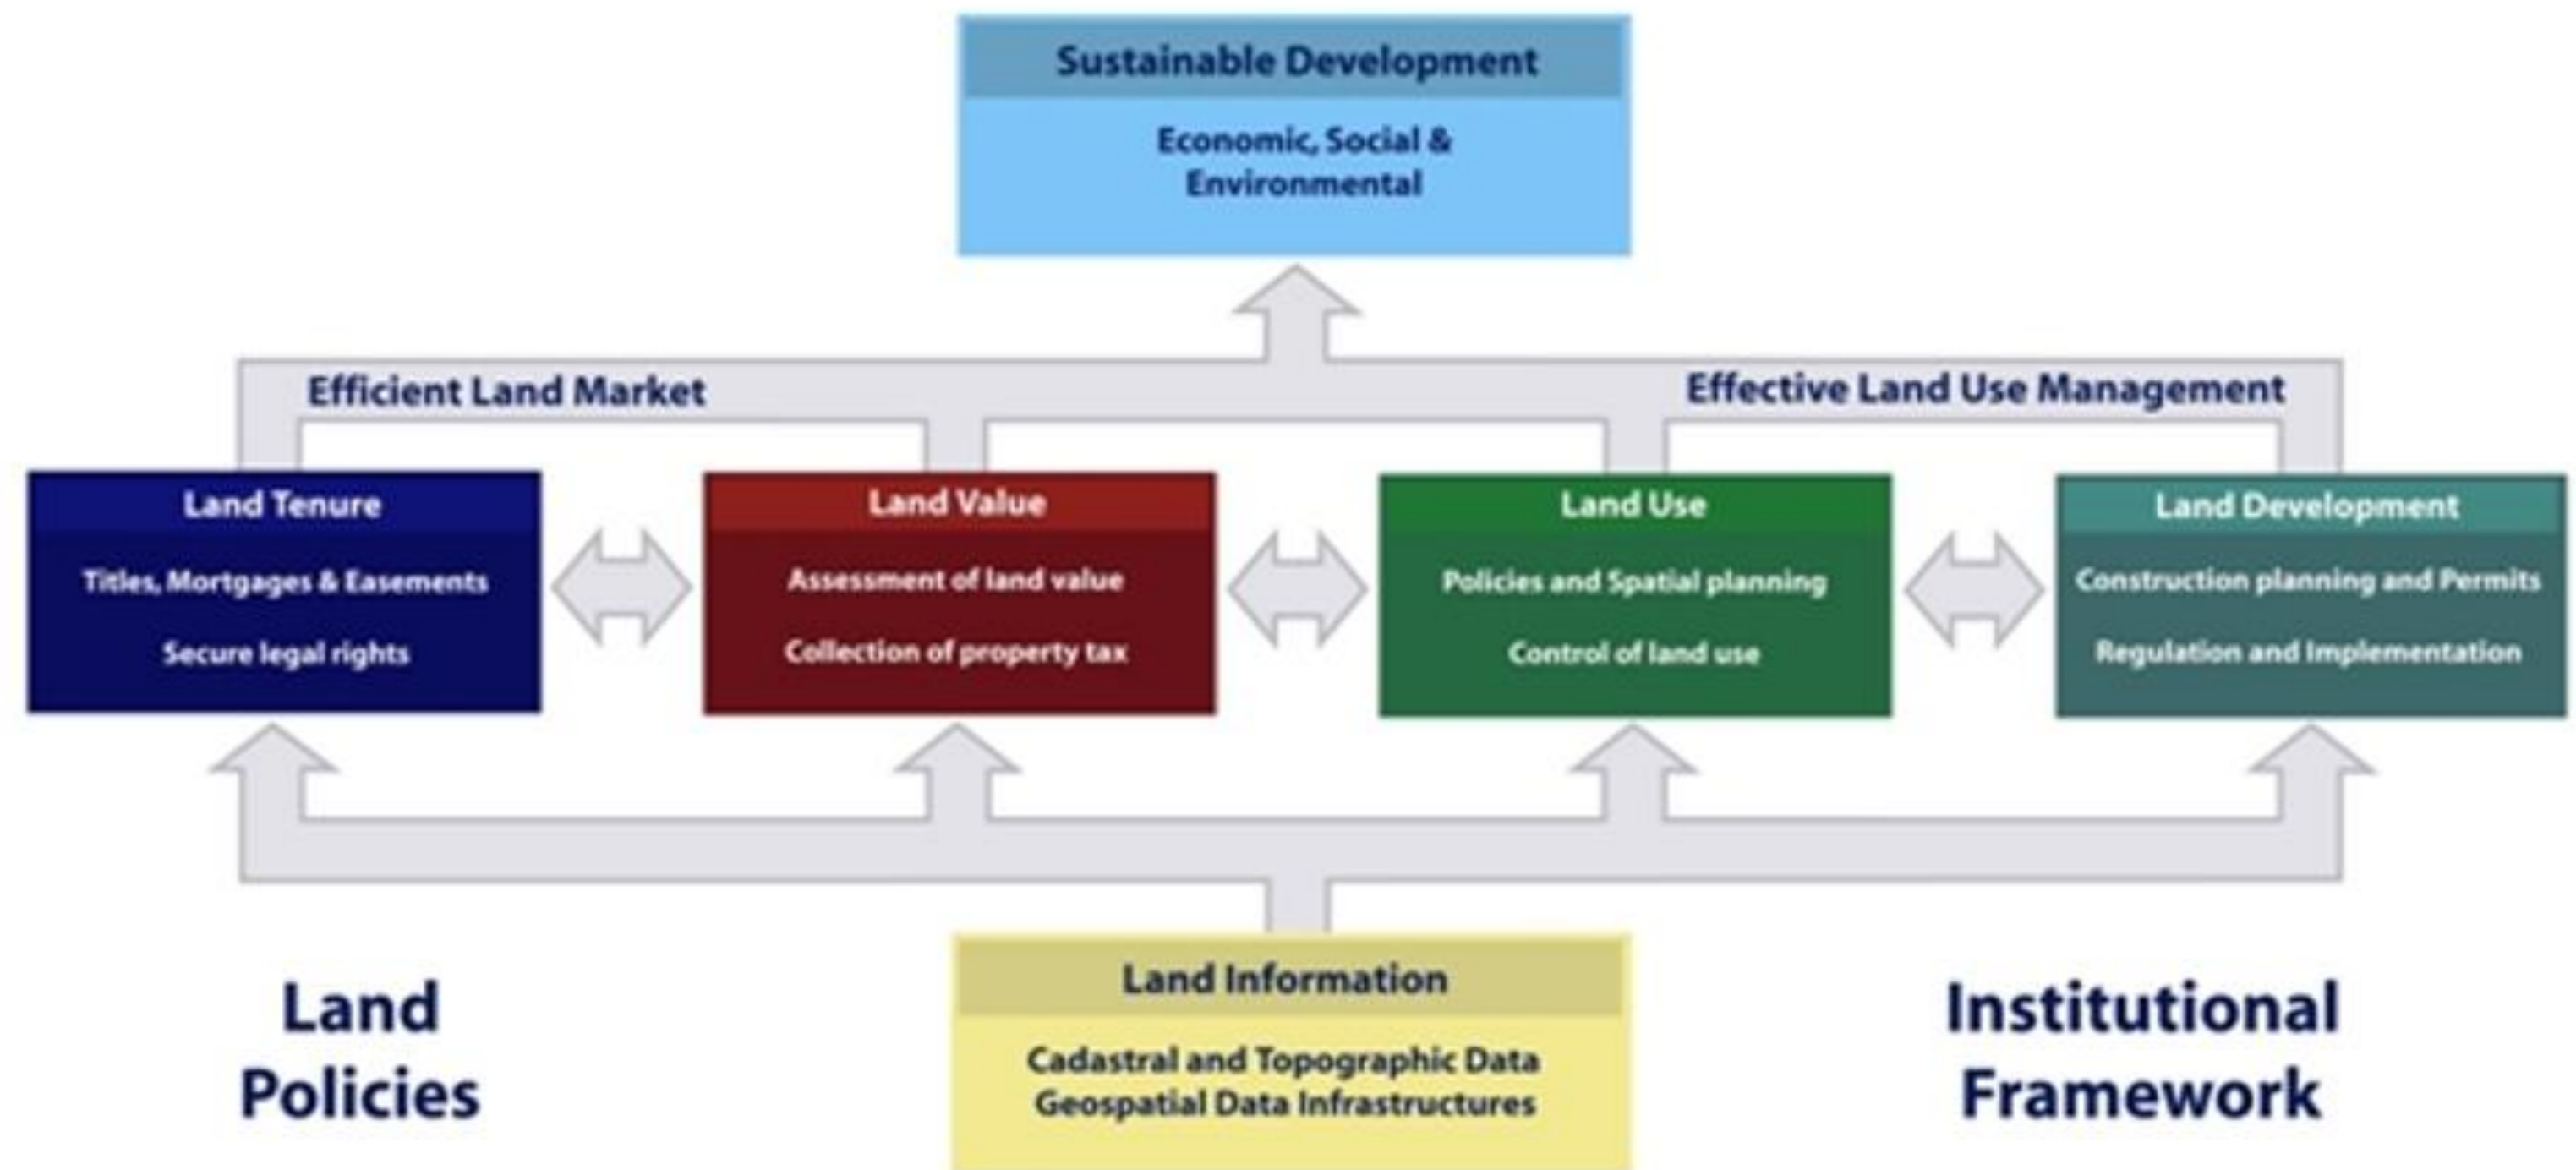 Sustainable Development
Economic, Social &
Environmental
Efficient Land Market
Effective Land Use Management
Land Tenure
Titles, Mortgages & Easements
Secure legal rights
Land Value
Assessment of land value
Collection of property tax
Land Use
Policies and Spatial planning
Control of land use
Land Development
Construction planning and Permits
Regulation and Implementation
Land
Policies
Land Information
Cadastral and Topographic Data
Geospatial Data Infrastructures
Institutional
Framework